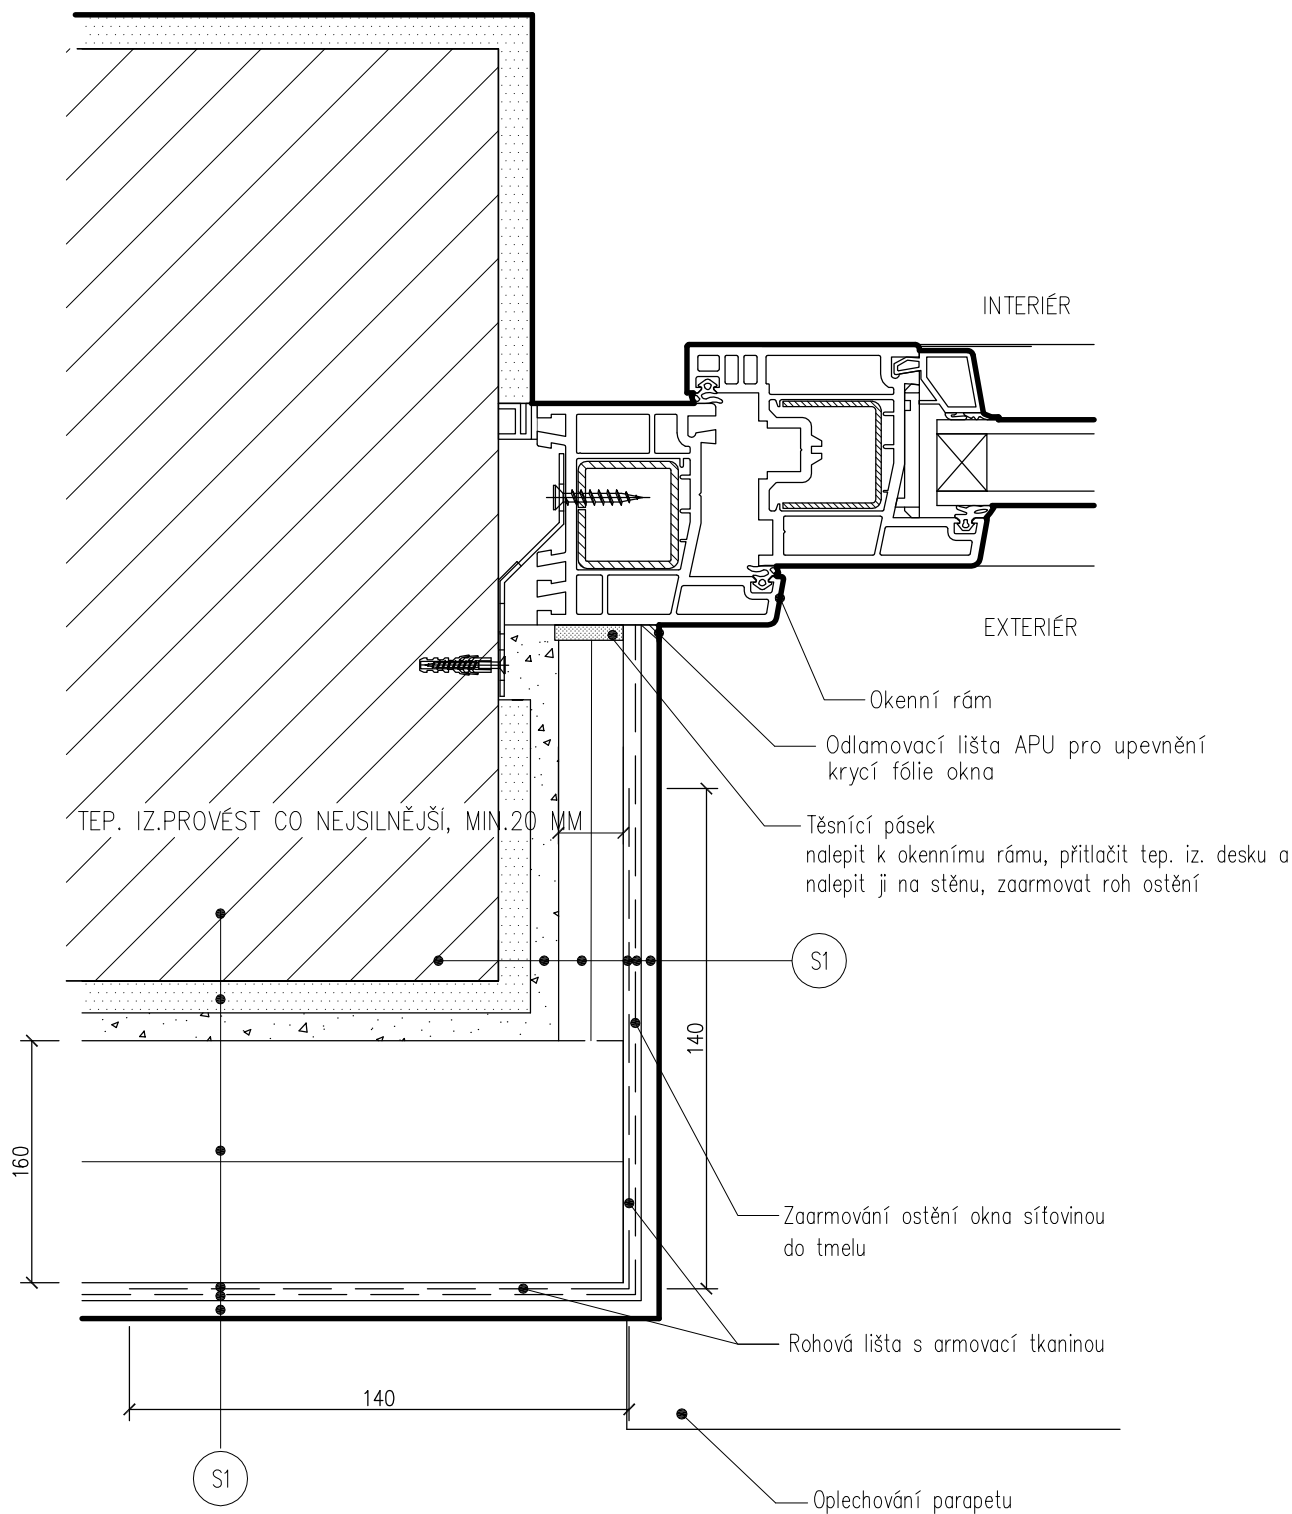 INTERIÉR
EXTERIÉR
Okenní rám
Odlamovací lišta APU pro upevnění
krycí fólie okna
TEP. IZ.PROVÉST CO NEJSILNĚJŠÍ, MIN.20 MM
Těsnící pásek
nalepit k okennímu rámu, přitlačit tep. iz. desku a
nalepit ji na stěnu, zaarmovat roh ostění
S1
140
160
Zaarmování ostění okna síťovinou
do tmelu
Rohová lišta s armovací tkaninou
140
S1
Oplechování parapetu